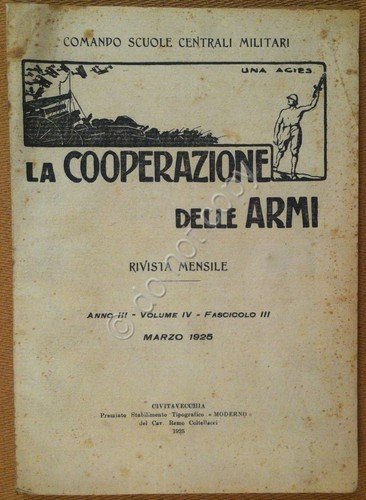 COMANDO SCUOLE CENTRALI MILITARI
UNA ACIES
LA COOPERAZIONE
DELLE ARMI
RIVISTA MENSILE
ANNO III - VOLUME IV - FASCICOLO III
MARZO 1925
CIVITAVECCHIA
Premiato Stabilimento Tipografico « MODERNO »
del Cav. Remo Coltellacci
1925